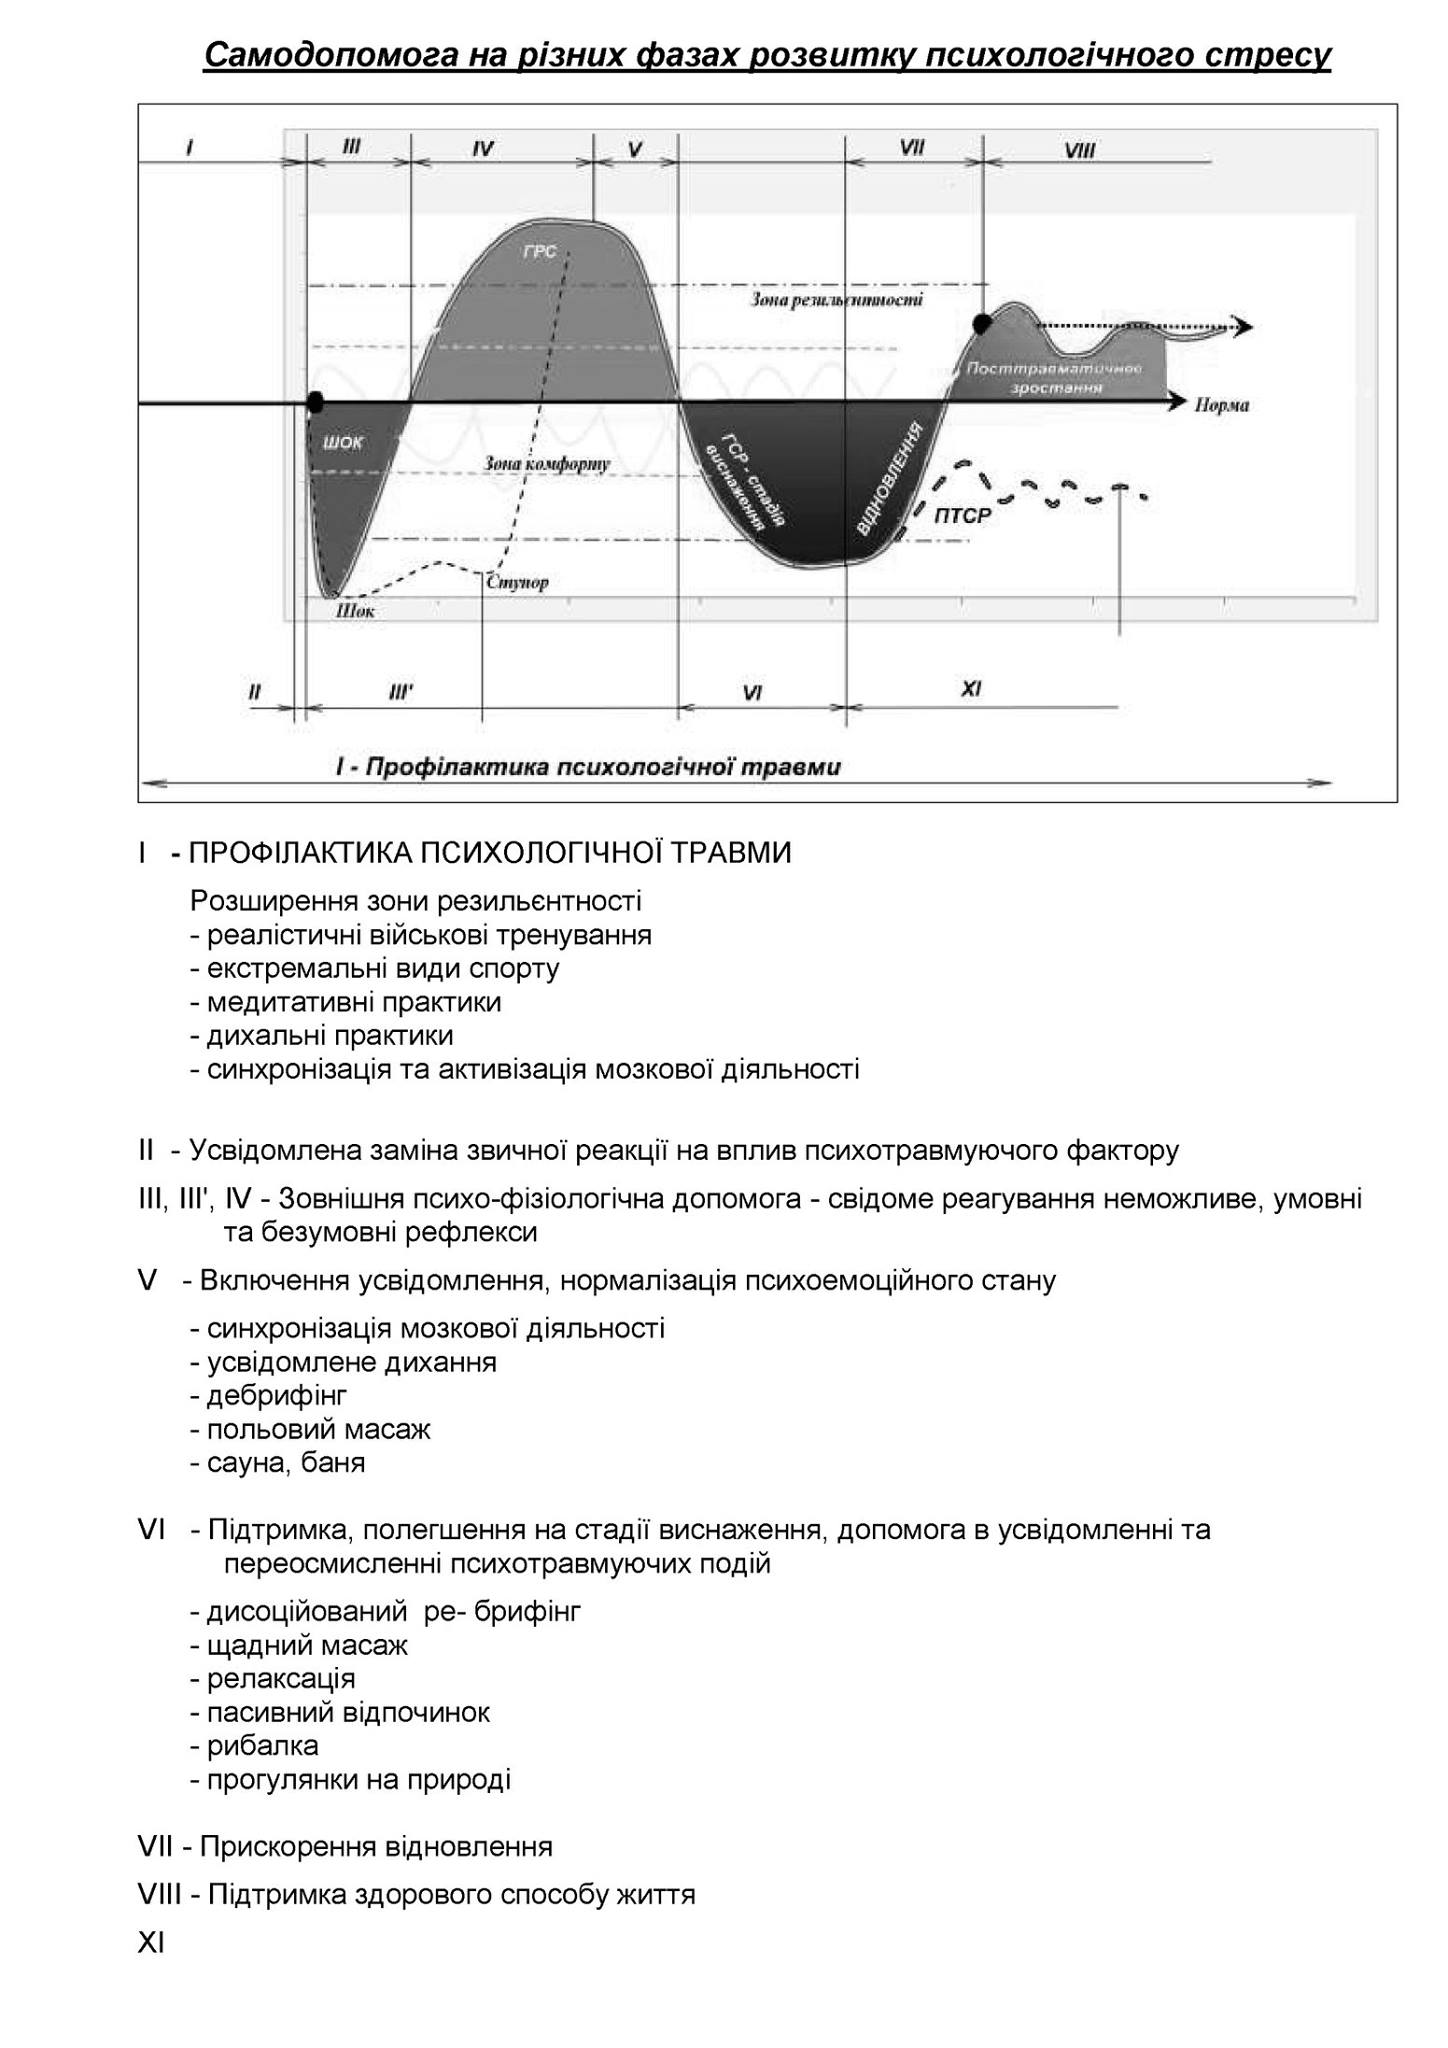 Самодопомога на різних фазах розвитку психологічного стресу
I III IV V VII VIII
ГРС
Зона резильєнтності
Посттравматичное
зростання
Норма
ШОК
Зона комфорту
ГСР - стадія
виснаження
ВІДНОВЛЕННЯ
ПТСР
Ступор
Шок
II III' VI XI
I - Профілактика психологічної травми
I - ПРОФІЛАКТИКА ПСИХОЛОГІЧНОЇ ТРАВМИ
Розширення зони резильєнтності
- реалістичні військові тренування
- екстремальні види спорту
- медитативні практики
- дихальні практики
- синхронізація та активізація мозкової діяльності
II - Усвідомлена заміна звичної реакції на вплив психотравмуючого фактору
III, III', IV - Зовнішня психо-фізіологічна допомога - свідоме реагування неможливе, умовні
та безумовні рефлекси
V - Включення усвідомлення, нормалізація психоемоційного стану
- синхронізація мозкової діяльності
- усвідомлене дихання
- дебрифінг
- польовий масаж
- сауна, баня
VI - Підтримка, полегшення на стадії виснаження, допомога в усвідомленні та
переосмисленні психотравмуючих подій
- дисоційований ре- брифінг
- щадний масаж
- релаксація
- пасивний відпочинок
- рибалка
- прогулянки на природі
VII - Прискорення відновлення
VIII - Підтримка здорового способу життя
XI